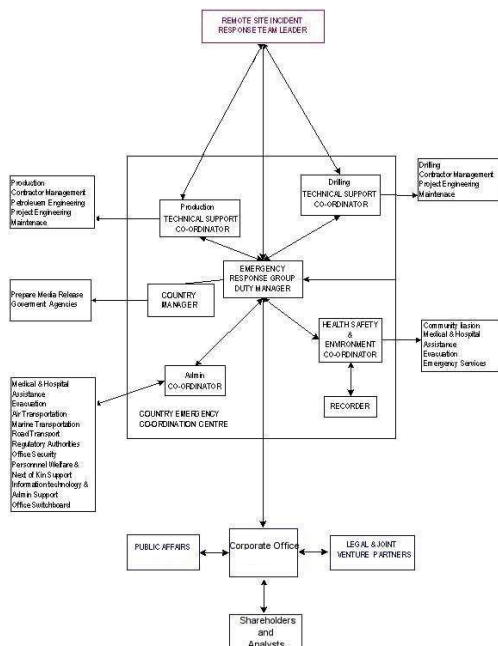 REMOTE SITE INCIDENT
RESPONSE TEAM LEADER
Production
Contractor Management
Petroleum Engineering
Project Engineering
Maintenace
Production
TECHNICAL SUPPORT
CO-ORDINATOR
Drilling
TECHNICAL SUPPORT
CO-ORDINATOR
Drilling
Contractor Management
Project Engineering
Maintenace
EMERGENCY
RESPONSE GROUP
DUTY MANAGER
Prepare Media Release
Goverment Agencies
COUNTRY
MANAGER
HEALTH SAFETY
&
ENVIRONMENT
CO-ORDINATOR
Community liasion
Medical & Hospital
Assistance
Evacuation
Emergency Services
Admin
CO-ORDINATOR
RECORDER
Medical & Hospital
Assistance
Evacuation
Air Transportation
Marine Transportation
Road Transport
Regulatory Authorities
Office Security
Personnnel Welfare &
Next of Kin Support
Information technology &
Admin Support
Office Switchboard
COUNTRY EMERGENCY
CO-ORDINATION CENTRE
PUBLIC AFFAIRS
Corporate Office
LEGAL & JOINT
VENTURE PARTNERS
Shareholders
and
Analysts